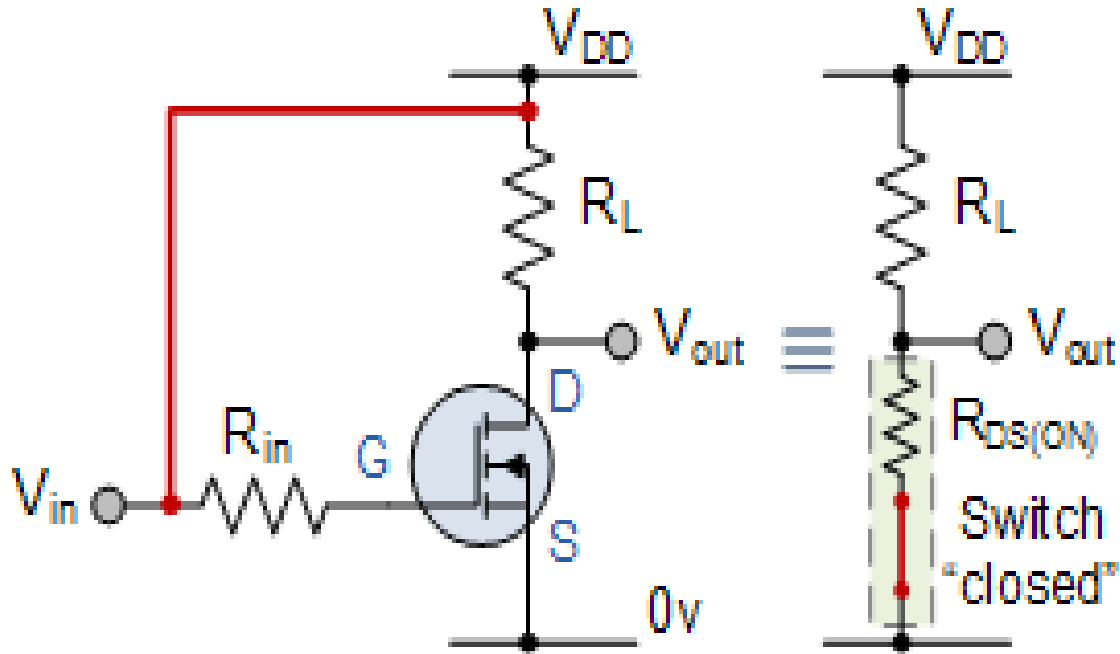 VDD
VDD
RL
RL
Vout
Vout
D
Rin
G
RDS(ON)
Vin
S
Switch
“closed”
0v